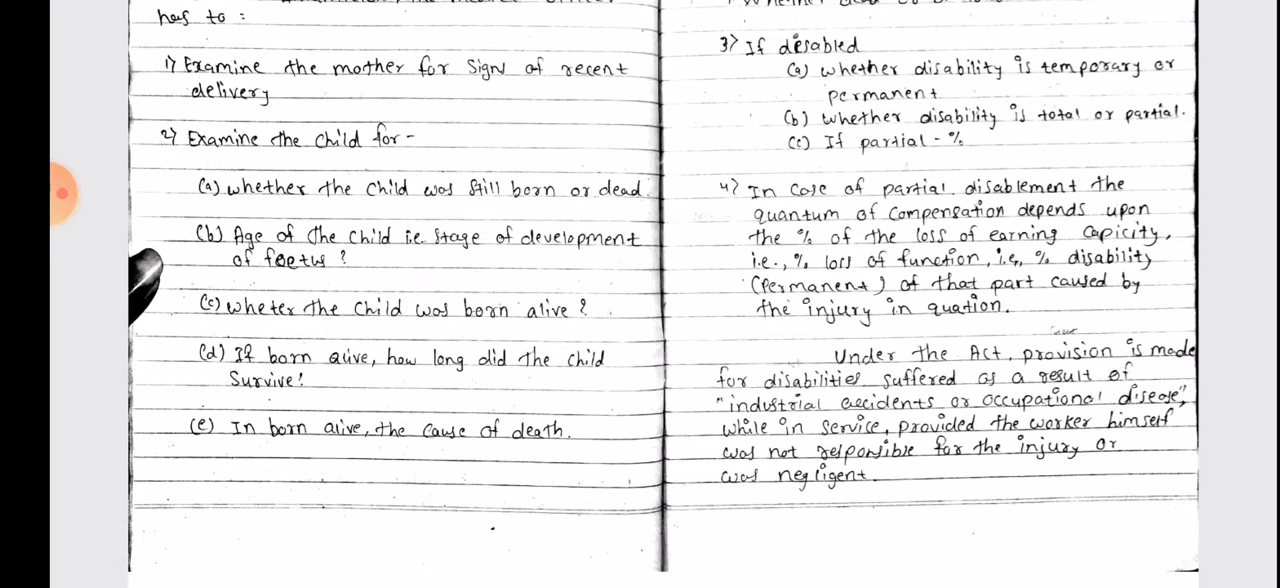 has to :
1) Examine the mother for Signs of recent
delivery
2) Examine the child for -
(a) whether the child was still born or dead.
(b) Age of the child i.e. stage of development
of foetus ?
(c) wheter the child was born alive ?
(d) If born alive, how long did the child
Survive!
(e) In born alive, the cause of death.
3) If desabled
(a) whether disability is temporary or
permanent
(b) whether disability is total or partial.
(c) If partial - %
4) In case of partial disablement the
quantum of compensation depends upon
the % of the loss of earning capicity,
i.e., % loss of function, i.e., % disability
(Permanent) of that part caused by
the injury in quation.
Under the Act, provision is made
for disabilities suffered as a result of
"industrial accidents or occupational disease",
while in service, provided the worker himself
was not responsible for the injury or
was negligent.